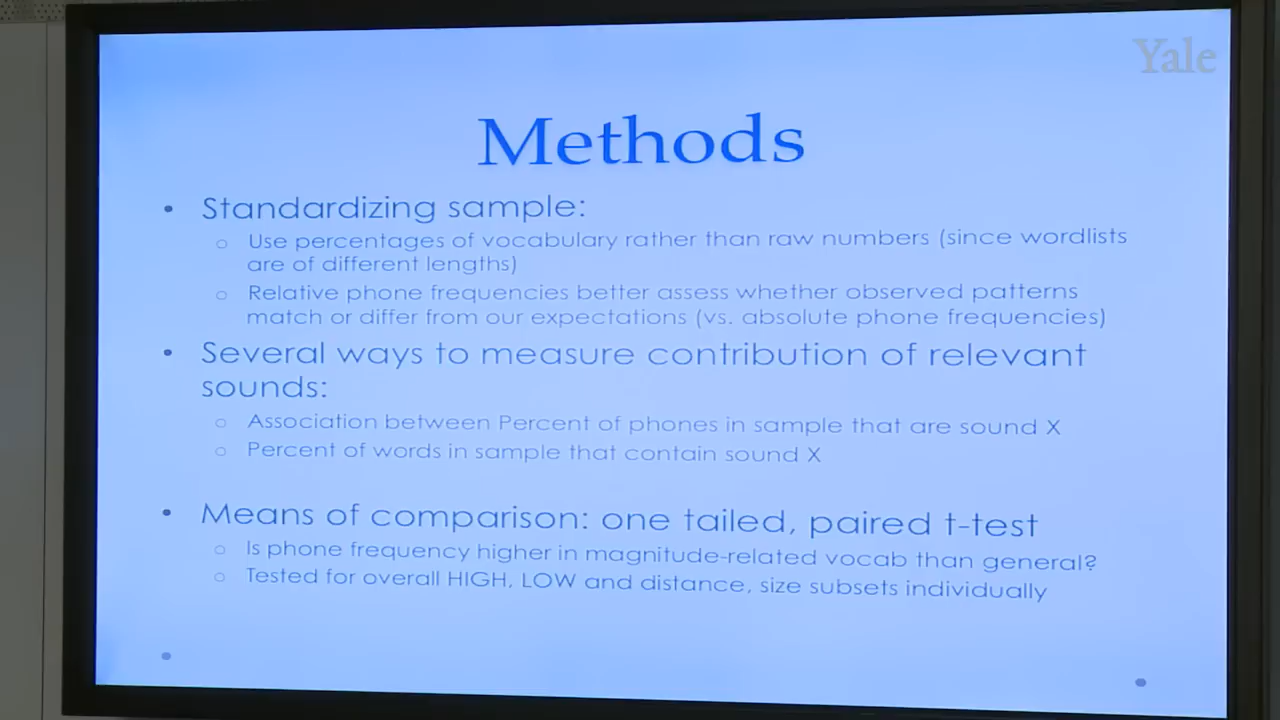 Yale
Methods
• Standardizing sample:
○ Use percentages of vocabulary rather than raw numbers (since wordlists
are of different lengths)
○ Relative phone frequencies better assess whether observed patterns
match or differ from our expectations (vs. absolute phone frequencies)
• Several ways to measure contribution of relevant
sounds:
○ Association between Percent of phones in sample that are sound X
○ Percent of words in sample that contain sound X
• Means of comparison: one tailed, paired t-test
○ Is phone frequency higher in magnitude-related vocab than general?
○ Tested for overall HIGH, LOW and distance, size subsets individually